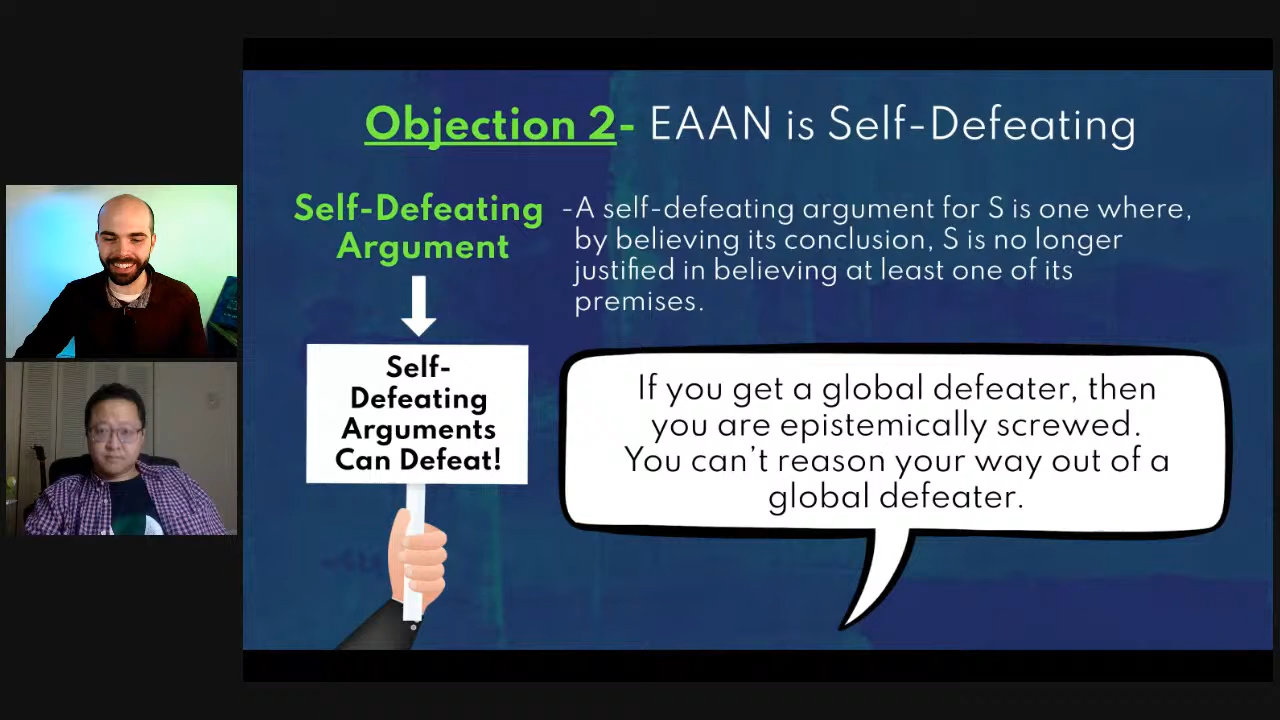 Objection 2- EAAN is Self-Defeating
Self-Defeating
Argument
-A self-defeating argument for S is one where,
by believing its conclusion, S is no longer
justified in believing at least one of its
premises.
Self-
Defeating
Arguments
Can Defeat!
If you get a global defeater, then
you are epistemically screwed.
You can't reason your way out of a
global defeater.